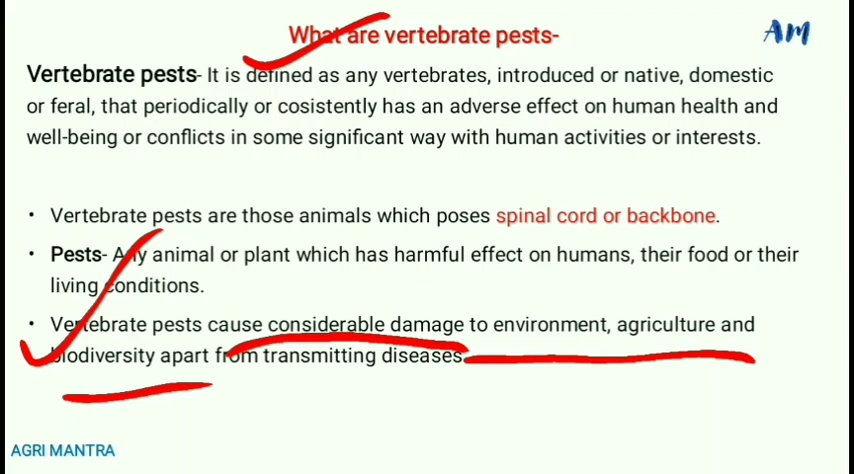 What are vertebrate pests-
AM
Vertebrate pests- It is defined as any vertebrates, introduced or native, domestic
or feral, that periodically or cosistently has an adverse effect on human health and
well-being or conflicts in some significant way with human activities or interests.
• Vertebrate pests are those animals which poses spinal cord or backbone.
• Pests- Any animal or plant which has harmful effect on humans, their food or their
living conditions.
• Vertebrate pests cause considerable damage to environment, agriculture and
biodiversity apart from transmitting diseases.
AGRI MANTRA